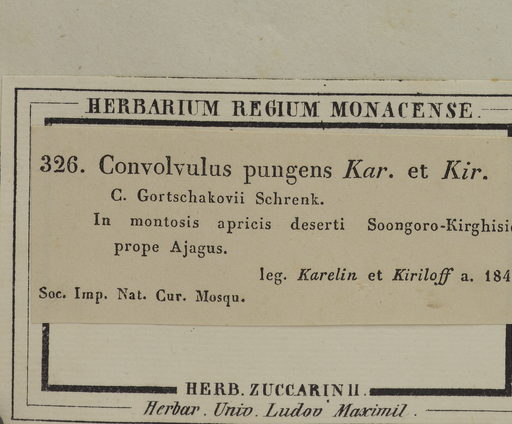 HERBARIUM REGIUM MONACENSE.
326. Convolvulus pungens Kar. et Kir.
C. Gortschakovii Schrenk.
In montosis apricis deserti Soongoro-Kirghisic
prope Ajagus.
leg. Karelin et Kiriloff a. 184
Soc. Imp. Nat. Cur. Mosqu.
HERB. ZUCCARINII.
Herbar. Univ. Ludov Maximil.